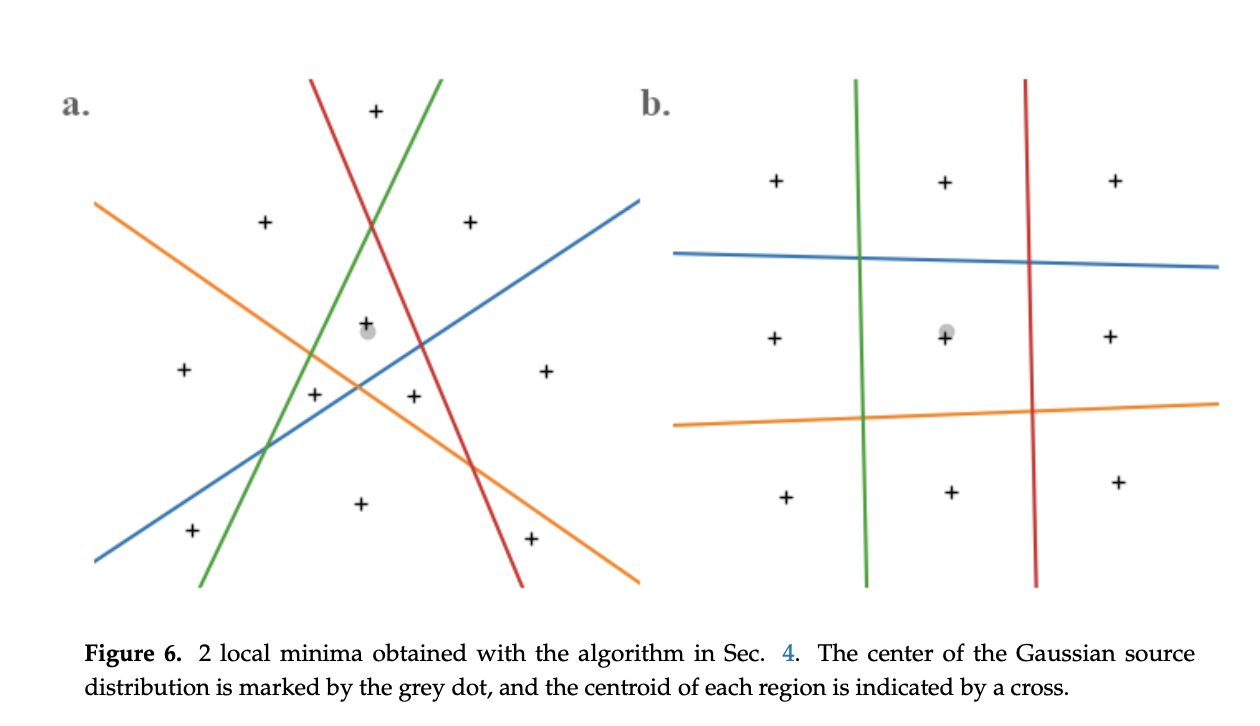 a.
b.
Figure 6. 2 local minima obtained with the algorithm in Sec. 4. The center of the Gaussian source
distribution is marked by the grey dot, and the centroid of each region is indicated by a cross.